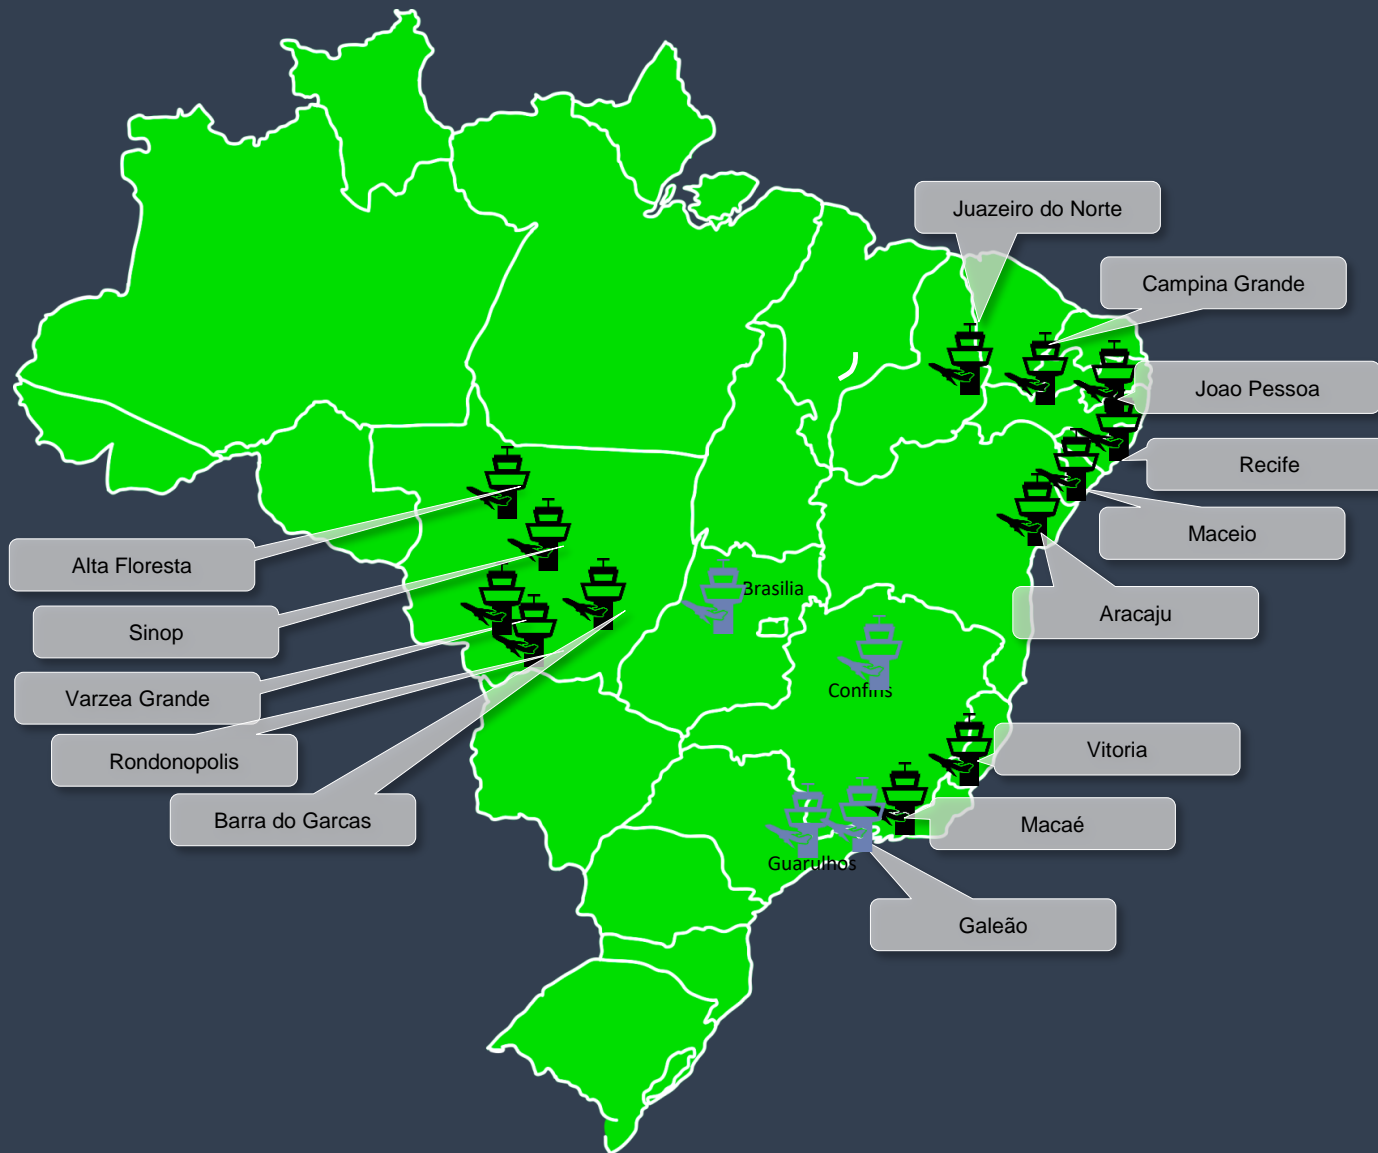 Juazeiro do Norte
Campina Grande
Joao Pessoa
Recife
Maceio
Alta Floresta
Brasilia
Aracaju
Sinop
Confins
Varzea Grande
Vitoria
Rondonopolis
Barra do Garcas
Macaé
Guarulhos
Galeão